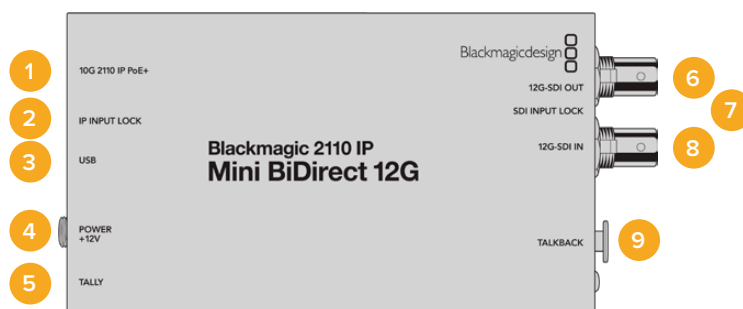 1
10G 2110 IP PoE+
2
IP INPUT LOCK
3
USB
4
POWER
+12V
5
TALLY
Blackmagic 2110 IP
Mini BiDirect 12G
Blackmagicdesign
12G-SDI OUT
6
SDI INPUT LOCK
7
12G-SDI IN
8
TALKBACK
9